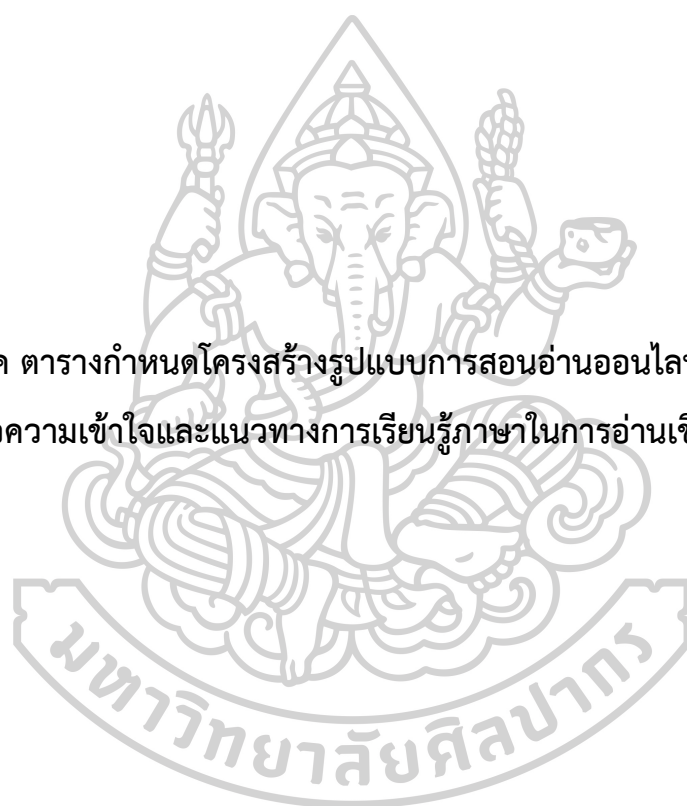 ค ตารางกำหนดโครงสร้างรูปแบบการสอนอ่านออนไลน
ความเข้าใจและแนวทางการเรียนรู้ภาษาในการอ่านเชิ
มหาวิทยาลัยศิลปากร